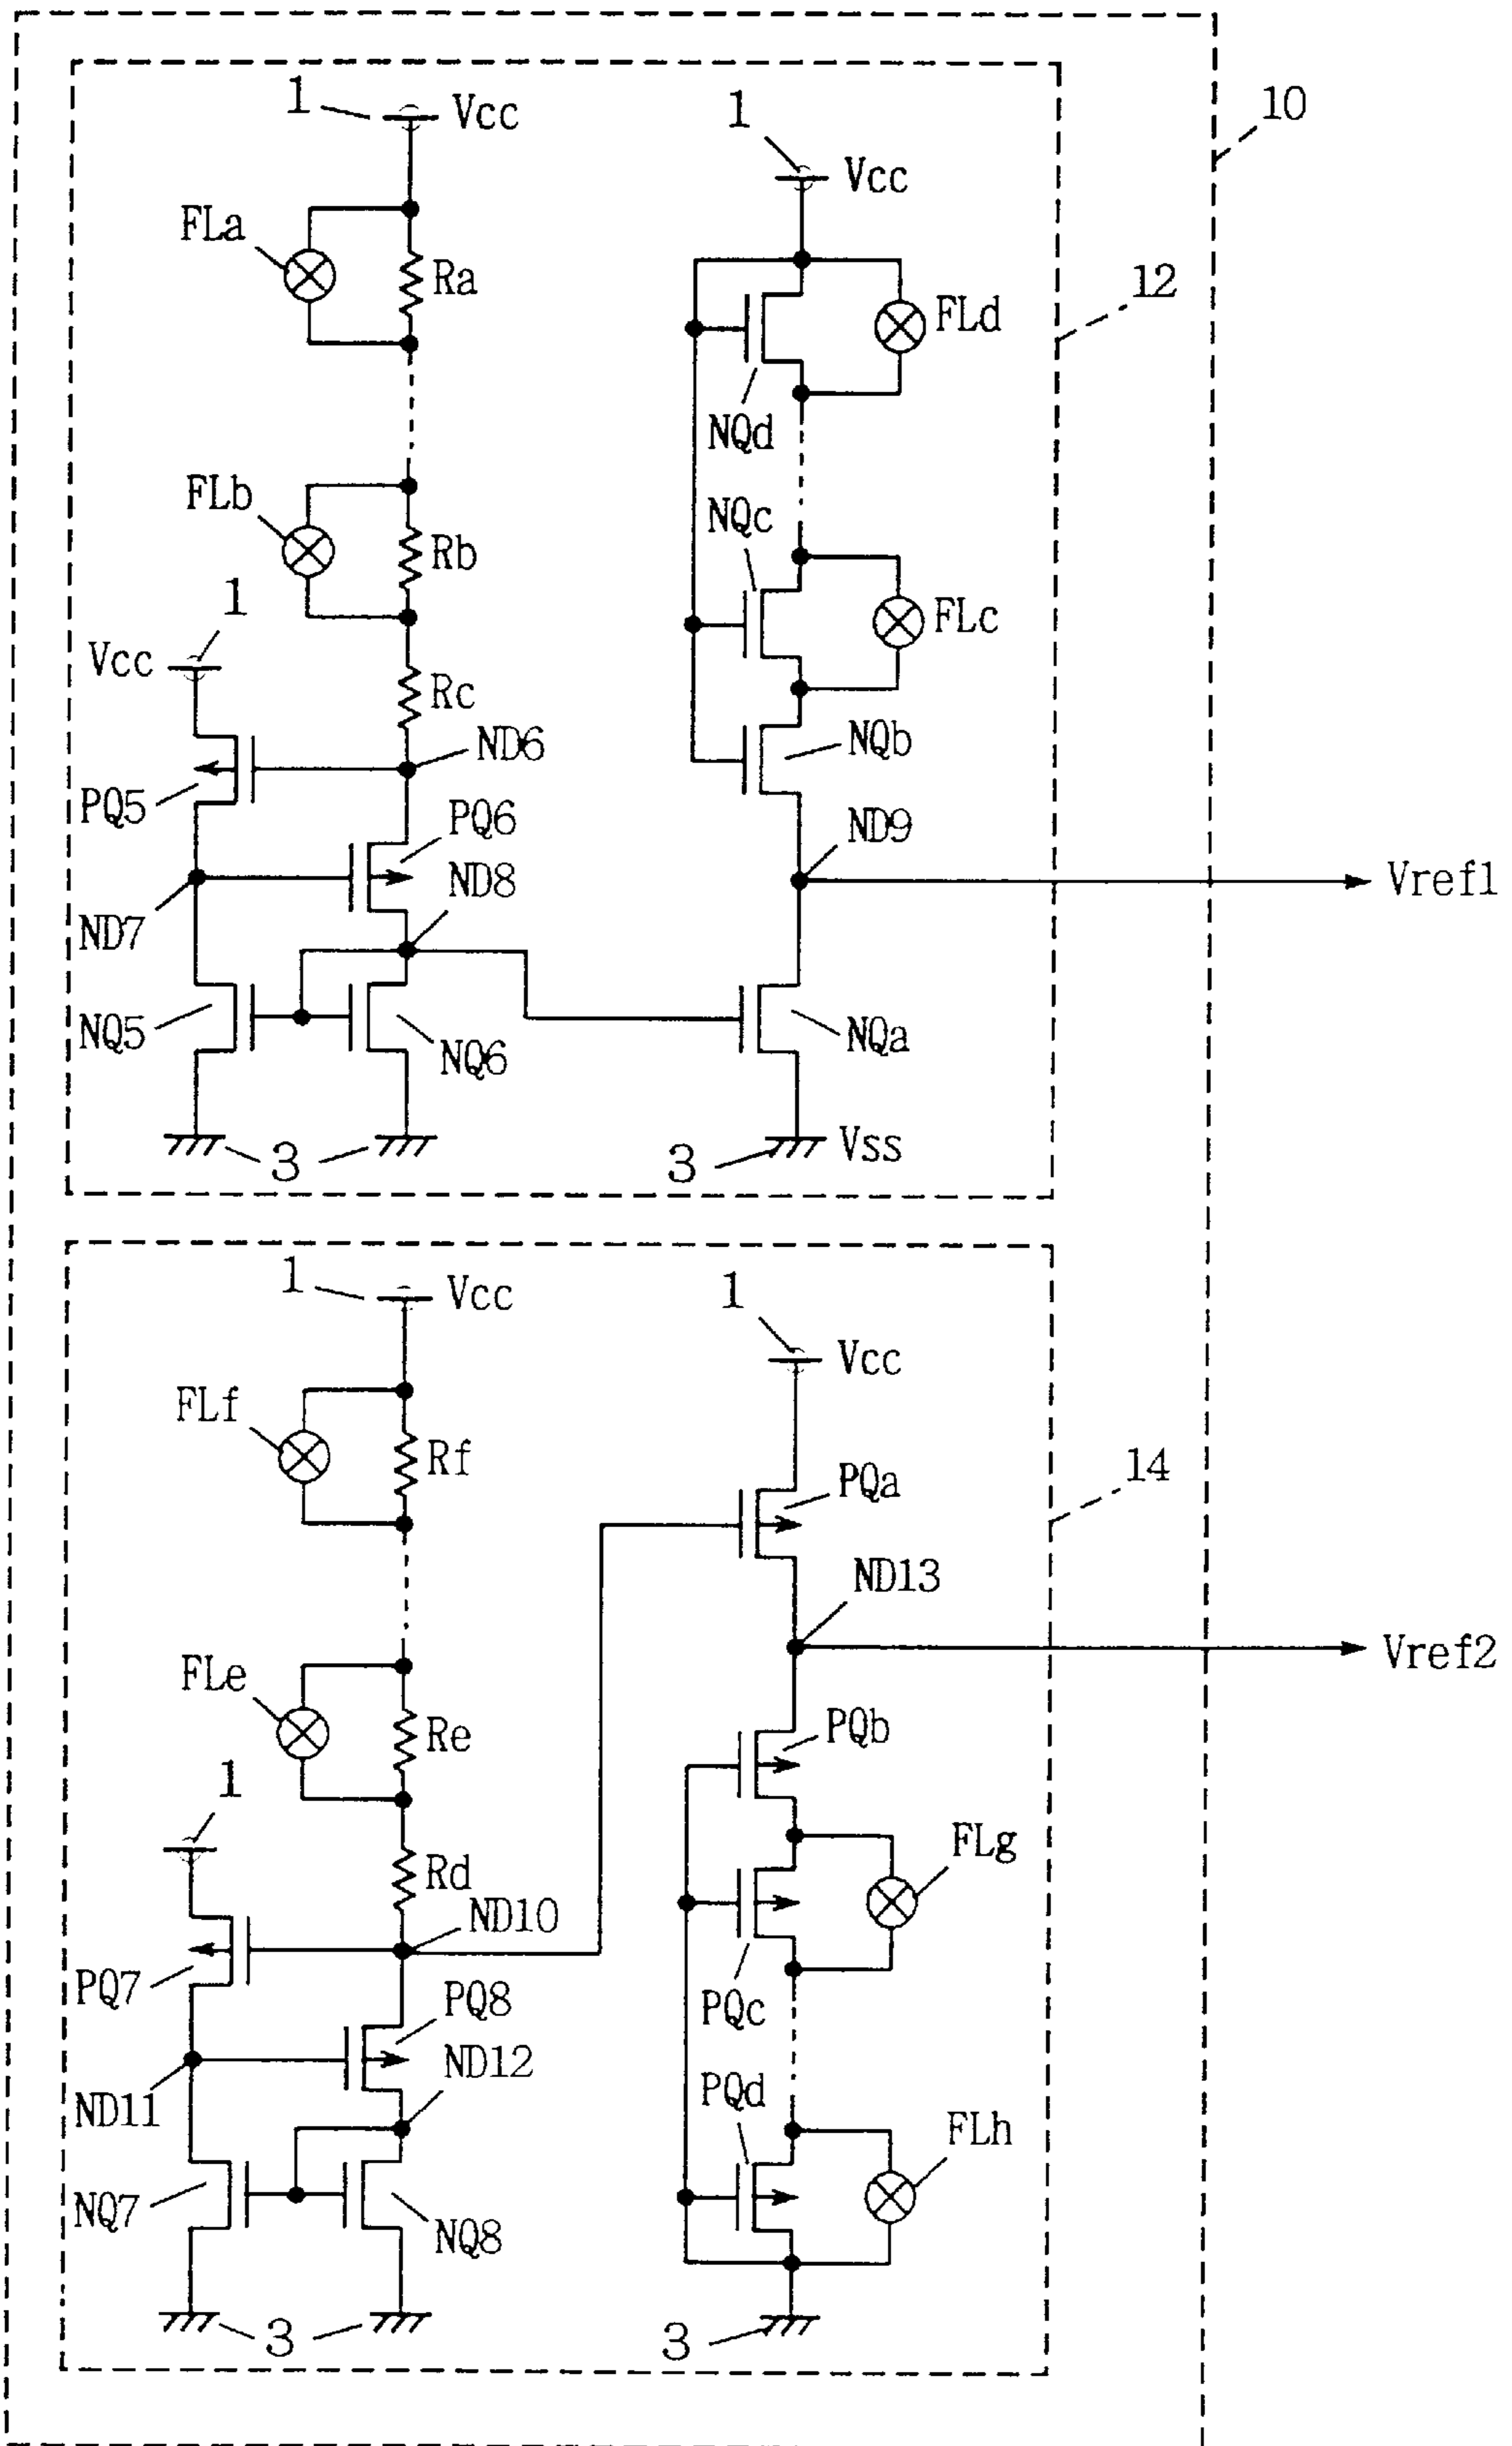 1 Vcc
1
Vcc
10
FLa
Ra
12
FLd
NQd
FLb
Rb
NQc
FLc
1
Vcc
Rc
ND6
NQb
PQ5
PQ6
ND9
ND8
Vref1
ND7
NQ5
NQ6
NQa
3
3
Vss
1 Vcc
1
Vcc
FLf
Rf
PQa
14
ND13
Vref2
FLe
Re
PQb
1
Rd
FLg
ND10
PQ7
PQ8
PQc
ND12
ND11
PQd
FLh
NQ7
NQ8
3
3